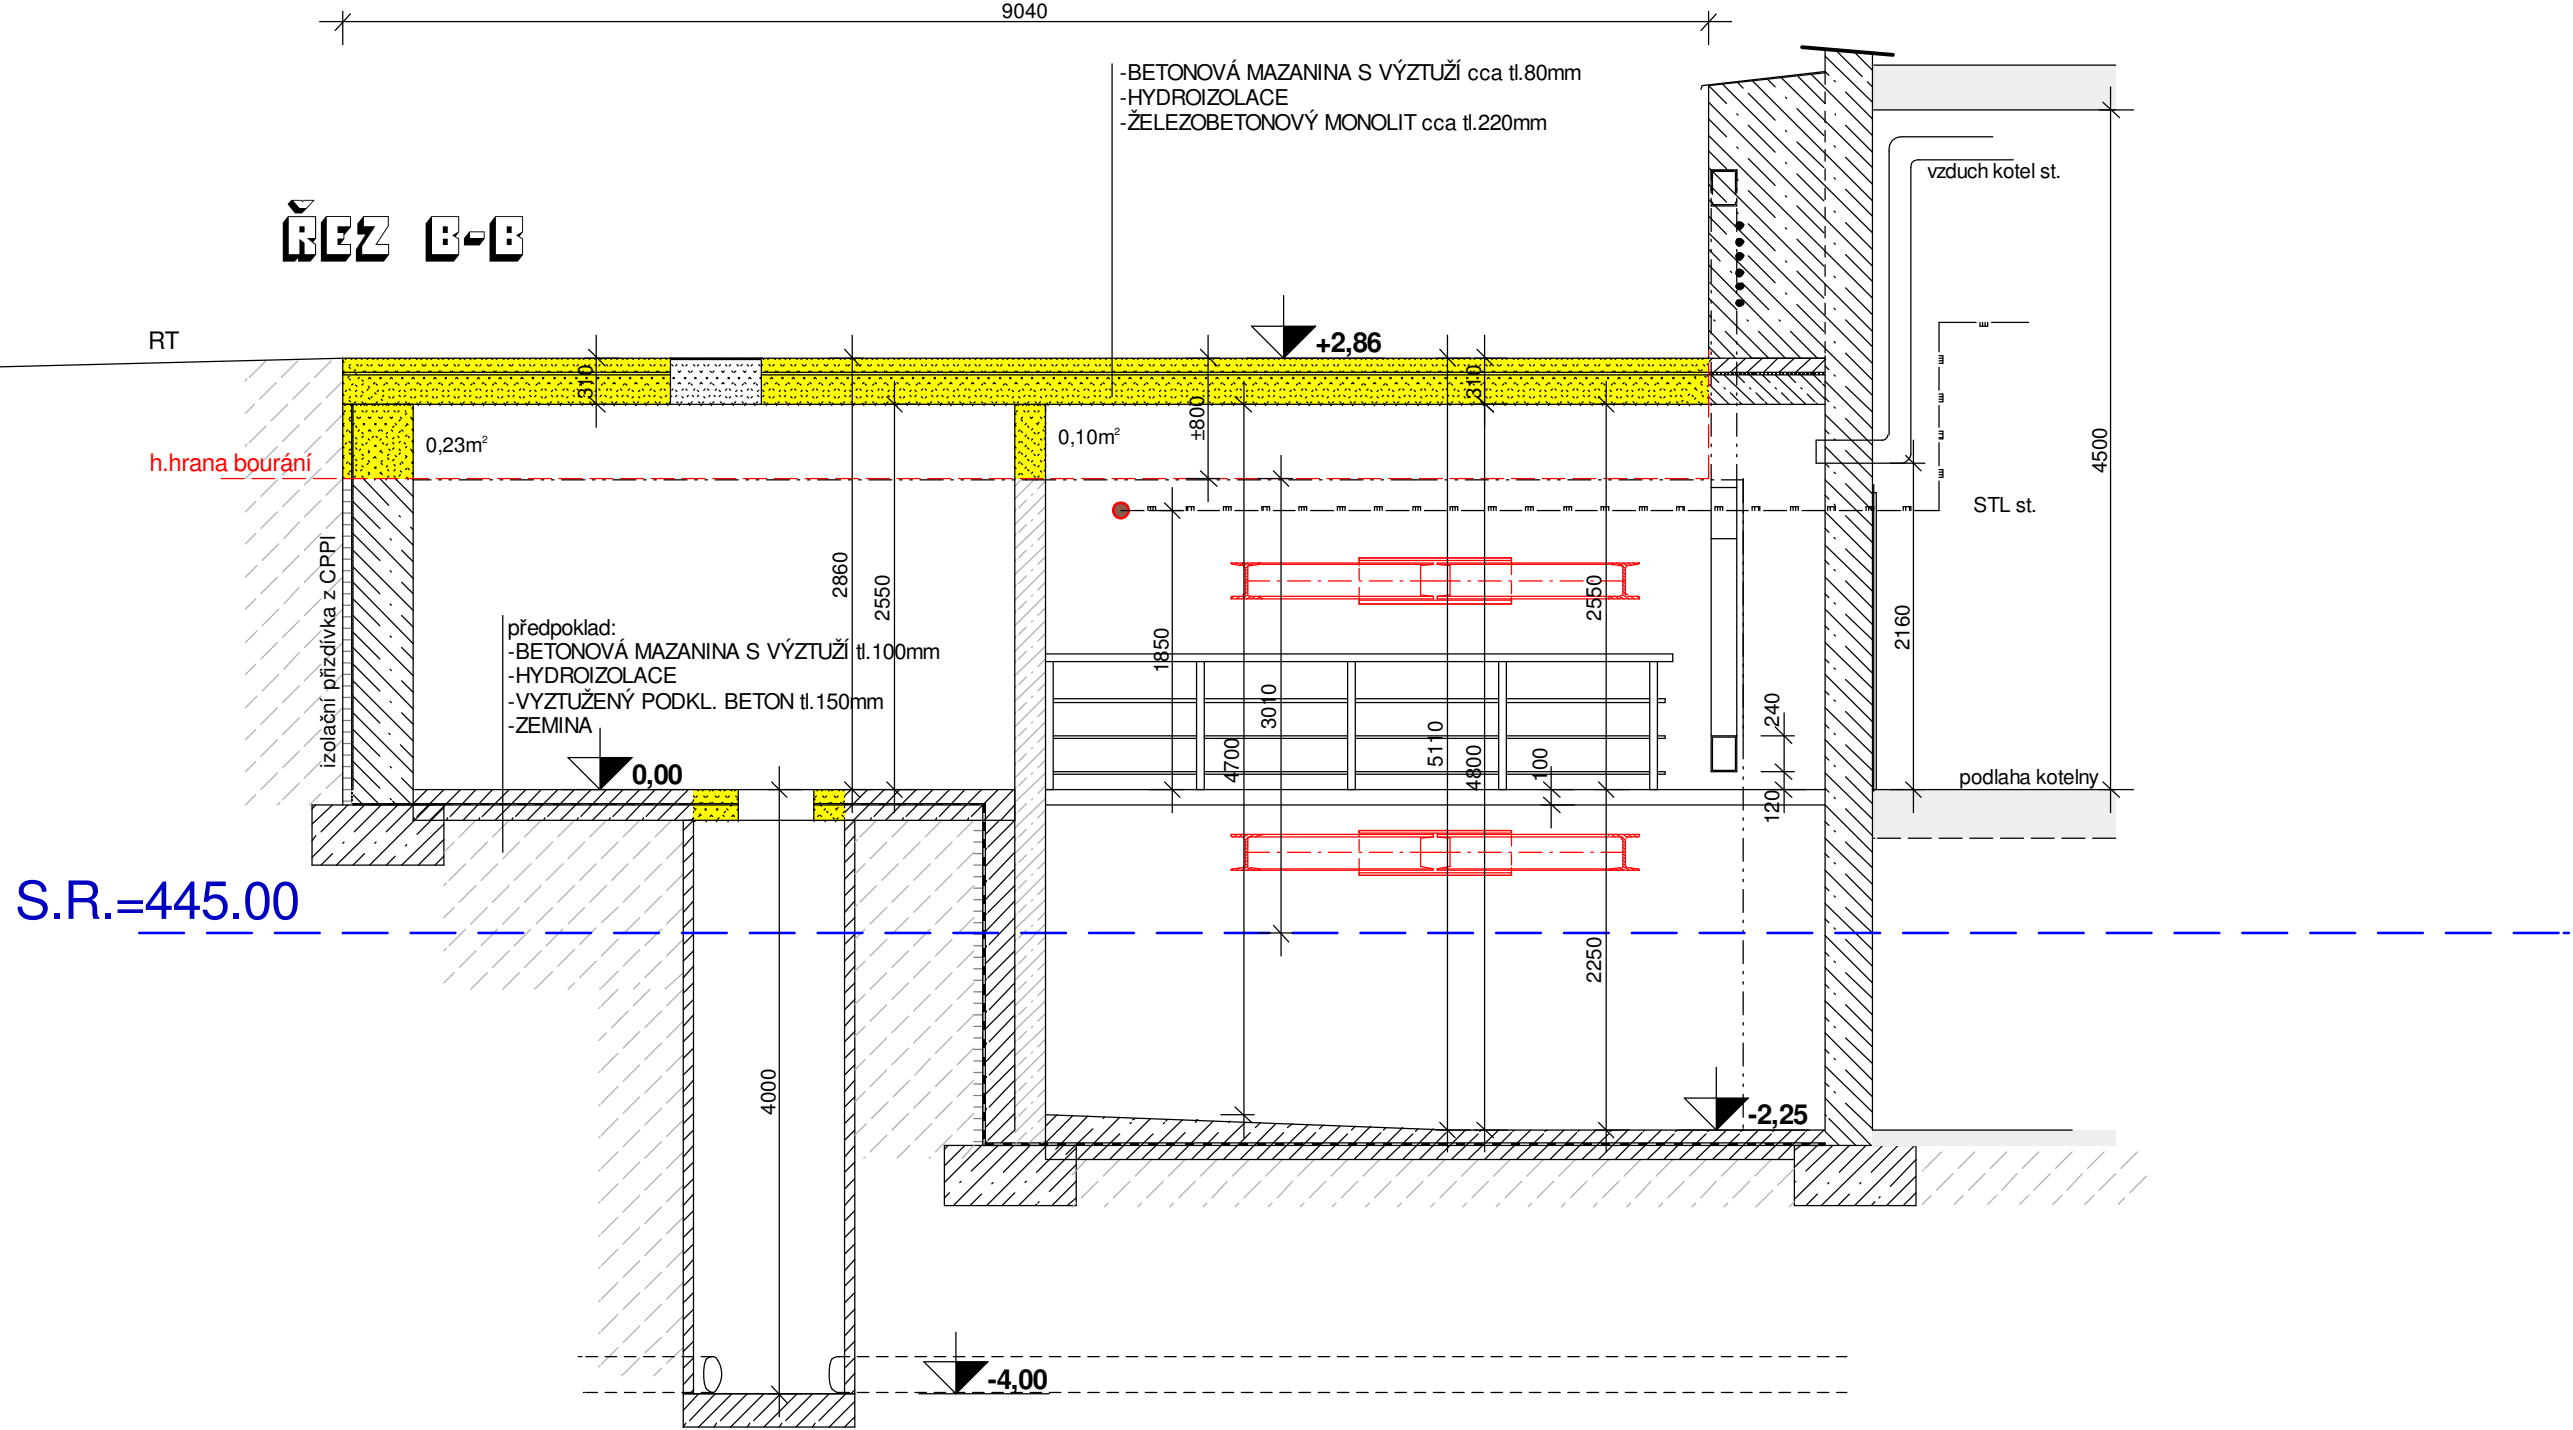 9040
-BETONOVÁ MAZANINA S VÝZTUŽÍ cca tl.80mm
-HYDROIZOLACE
-ŽELEZOBETONOVÝ MONOLIT cca tl.220mm
vzduch kotel st.
ŘEZ B-B
RT
+2,86
310
310
±800
0,23m²
0,10m²
h.hrana bourání
4500
STL st.
izolační přizdívka z CPPI
2860
2550
2550
2160
1850
předpoklad:
-BETONOVÁ MAZANINA S VÝZTUŽÍ tl.100mm
-HYDROIZOLACE
-VYZTUŽENÝ PODKL. BETON tl.150mm
-ZEMINA
3010
240
4700
5110
4800
100
0,00
podlaha kotelny
120
S.R.=445.00
2250
4000
-2,25
-4,00